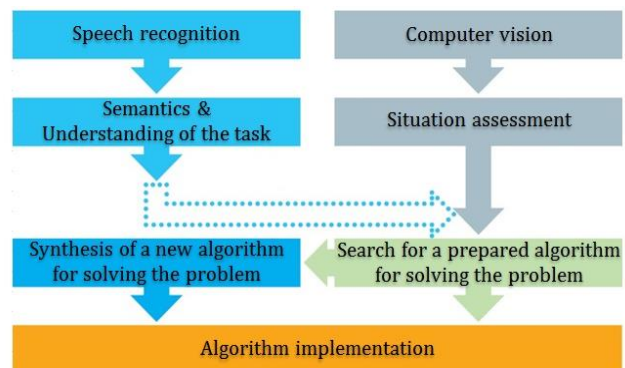 Speech recognition
Computer vision
Semantics &
Understanding of the task
Situation assessment
Synthesis of a new algorithm
for solving the problem
Search for a prepared algorithm
for solving the problem
Algorithm implementation